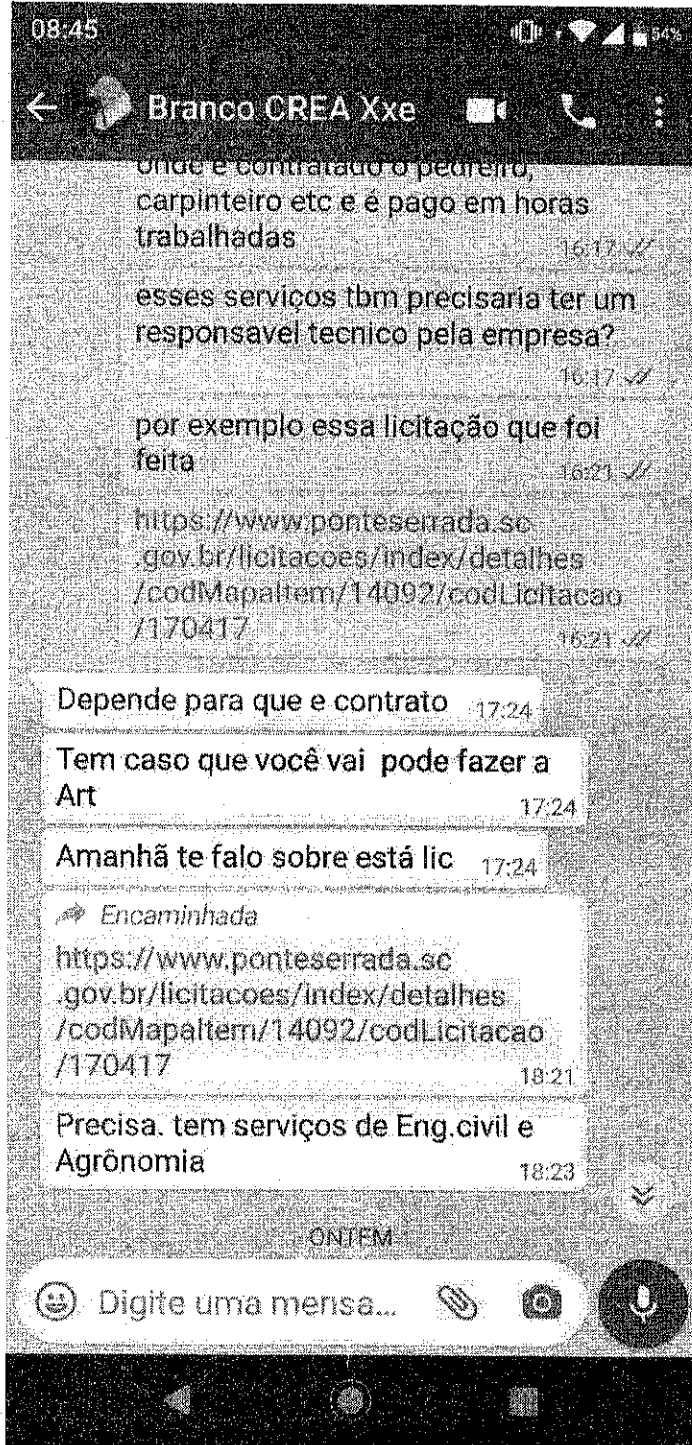 08:45
54%
Branco CREA Xxe
onde e contratado o pedreiro,
carpinteiro etc e é pago em horas
trabalhadas
16:17
esses serviços tbm precisaria ter um
responsavel tecnico pela empresa?
16:17
por exemplo essa licitação que foi
feita
16:21
https://www.ponteserrada.sc
.gov.br/licitacoes/index/detalhes
/codMapaItem/14092/codLicitacao
/170417
16:21
Depende para que e contrato 17:24
Tem caso que você vai pode fazer a
Art
17:24
Amanhã te falo sobre está lic 17:24
Encaminhada
https://www.ponteserrada.sc
.gov.br/licitacoes/index/detalhes
/codMapaItem/14092/codLicitacao
/170417
18:21
Precisa. tem serviços de Eng.civil e
Agrônomia
18:23
ONTEM
Digite uma mensa...